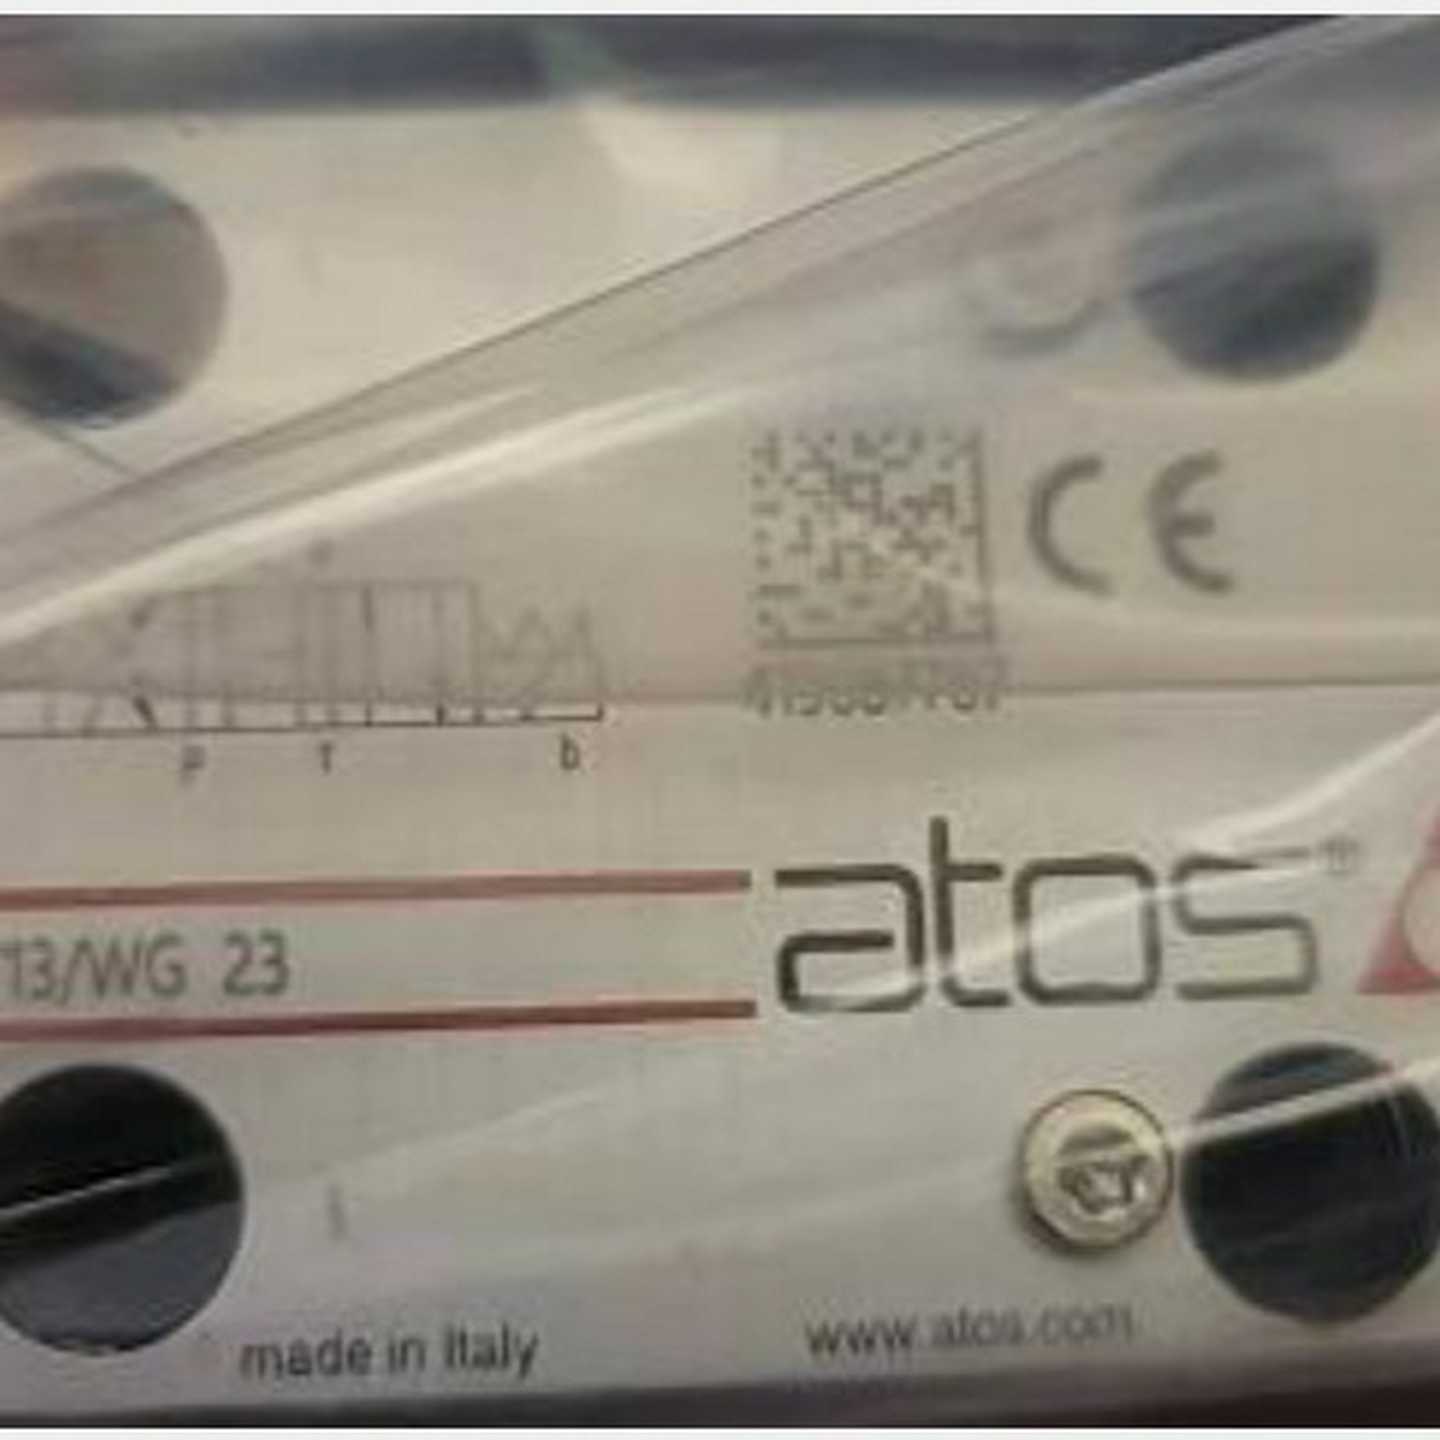 CE
p T b
atos®
13/WG 23
made in Italy
www.atos.com